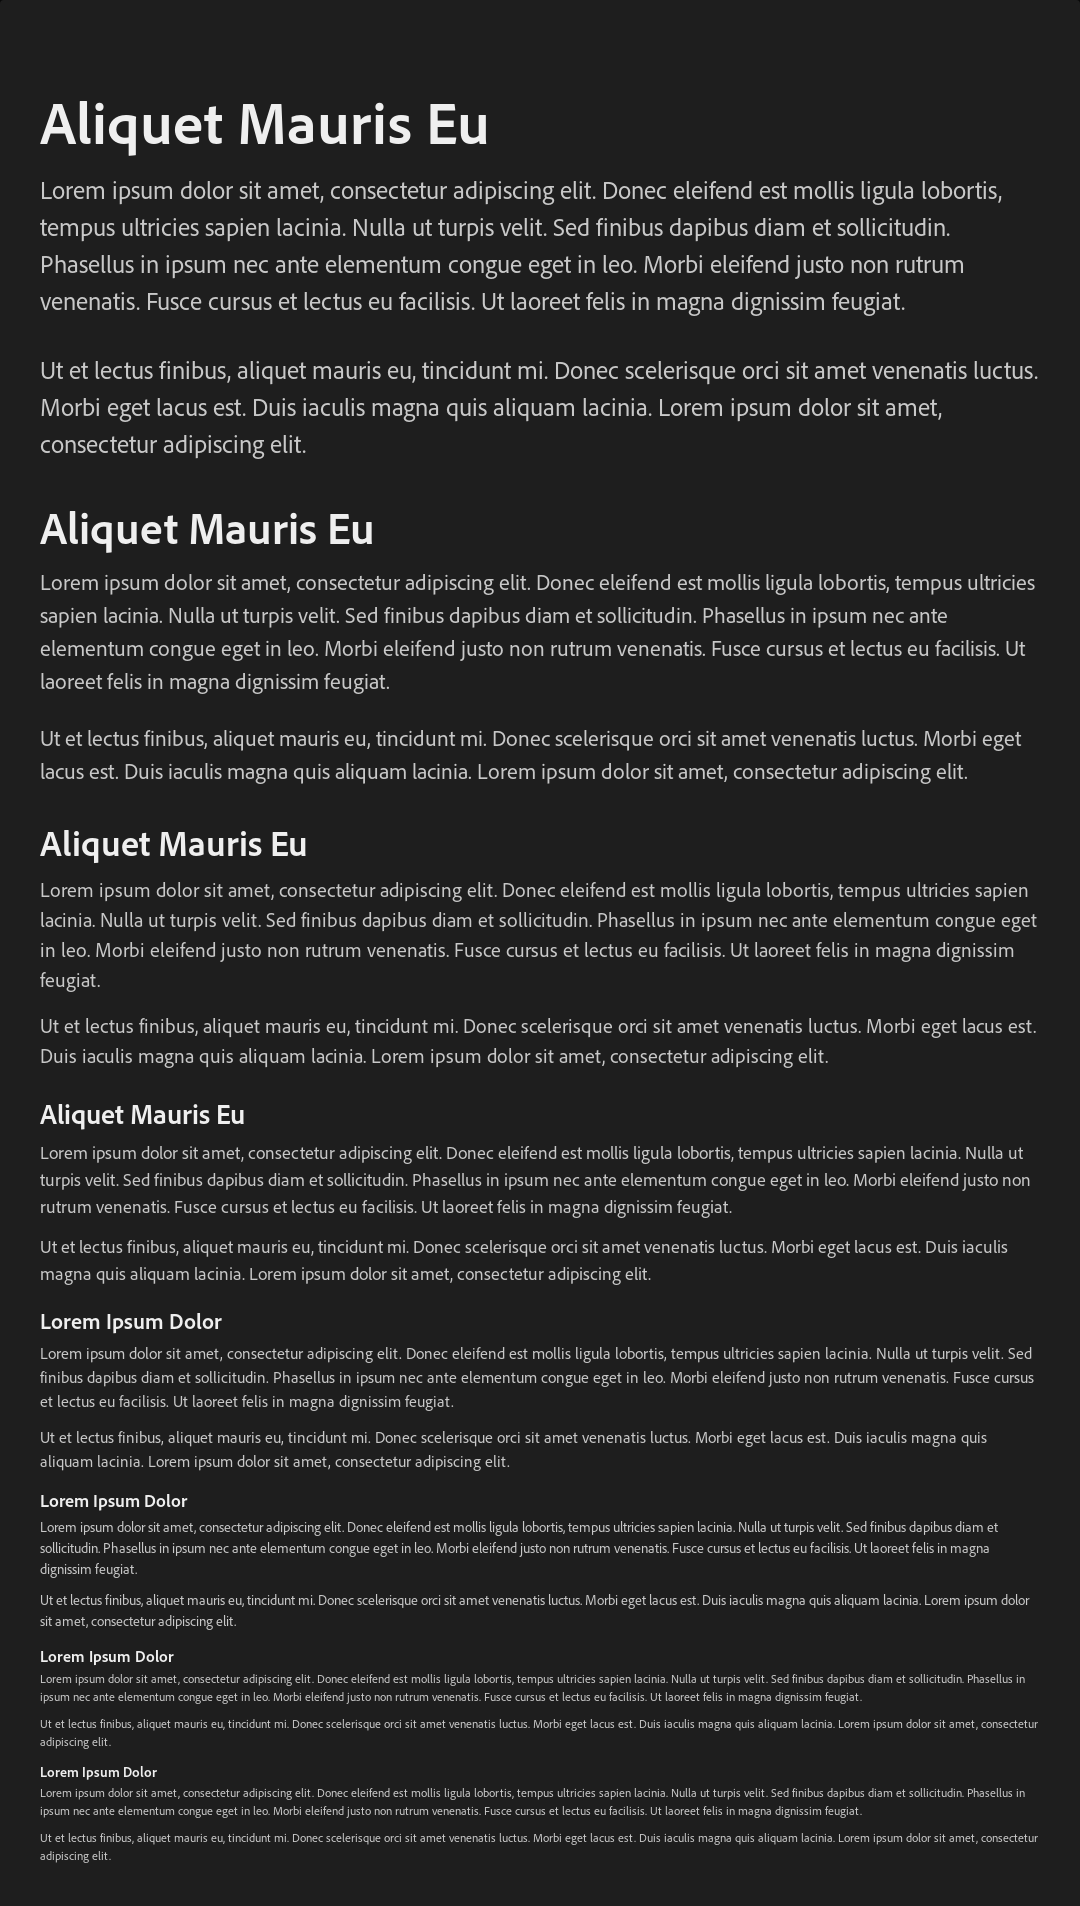 Aliquet Mauris Eu
Lorem ipsum dolor sit amet, consectetur adipiscing elit. Donec eleifend est mollis ligula lobortis,
tempus ultricies sapien lacinia. Nulla ut turpis velit. Sed finibus dapibus diam et sollicitudin.
Phasellus in ipsum nec ante elementum congue eget in leo. Morbi eleifend justo non rutrum
venenatis. Fusce cursus et lectus eu facilisis. Ut laoreet felis in magna dignissim feugiat.
Ut et lectus finibus, aliquet mauris eu, tincidunt mi. Donec scelerisque orci sit amet venenatis luctus.
Morbi eget lacus est. Duis iaculis magna quis aliquam lacinia. Lorem ipsum dolor sit amet,
consectetur adipiscing elit.
Aliquet Mauris Eu
Lorem ipsum dolor sit amet, consectetur adipiscing elit. Donec eleifend est mollis ligula lobortis, tempus ultricies
sapien lacinia. Nulla ut turpis velit. Sed finibus dapibus diam et sollicitudin. Phasellus in ipsum nec ante
elementum congue eget in leo. Morbi eleifend justo non rutrum venenatis. Fusce cursus et lectus eu facilisis. Ut
laoreet felis in magna dignissim feugiat.
Ut et lectus finibus, aliquet mauris eu, tincidunt mi. Donec scelerisque orci sit amet venenatis luctus. Morbi eget
lacus est. Duis iaculis magna quis aliquam lacinia. Lorem ipsum dolor sit amet, consectetur adipiscing elit.
Aliquet Mauris Eu
Lorem ipsum dolor sit amet, consectetur adipiscing elit. Donec eleifend est mollis ligula lobortis, tempus ultricies sapien
lacinia. Nulla ut turpis velit. Sed finibus dapibus diam et sollicitudin. Phasellus in ipsum nec ante elementum congue eget
in leo. Morbi eleifend justo non rutrum venenatis. Fusce cursus et lectus eu facilisis. Ut laoreet felis in magna dignissim
feugiat.
Ut et lectus finibus, aliquet mauris eu, tincidunt mi. Donec scelerisque orci sit amet venenatis luctus. Morbi eget lacus est.
Duis iaculis magna quis aliquam lacinia. Lorem ipsum dolor sit amet, consectetur adipiscing elit.
Aliquet Mauris Eu
Lorem ipsum dolor sit amet, consectetur adipiscing elit. Donec eleifend est mollis ligula lobortis, tempus ultricies sapien lacinia. Nulla ut
turpis velit. Sed finibus dapibus diam et sollicitudin. Phasellus in ipsum nec ante elementum congue eget in leo. Morbi eleifend justo non
rutrum venenatis. Fusce cursus et lectus eu facilisis. Ut laoreet felis in magna dignissim feugiat.
Ut et lectus finibus, aliquet mauris eu, tincidunt mi. Donec scelerisque orci sit amet venenatis luctus. Morbi eget lacus est. Duis iaculis
magna quis aliquam lacinia. Lorem ipsum dolor sit amet, consectetur adipiscing elit.
Lorem Ipsum Dolor
Lorem ipsum dolor sit amet, consectetur adipiscing elit. Donec eleifend est mollis ligula lobortis, tempus ultricies sapien lacinia. Nulla ut turpis velit. Sed
finibus dapibus diam et sollicitudin. Phasellus in ipsum nec ante elementum congue eget in leo. Morbi eleifend justo non rutrum venenatis. Fusce cursus
et lectus eu facilisis. Ut laoreet felis in magna dignissim feugiat.
Ut et lectus finibus, aliquet mauris eu, tincidunt mi. Donec scelerisque orci sit amet venenatis luctus. Morbi eget lacus est. Duis iaculis magna quis
aliquam lacinia. Lorem ipsum dolor sit amet, consectetur adipiscing elit.
Lorem Ipsum Dolor
Lorem ipsum dolor sit amet, consectetur adipiscing elit. Donec eleifend est mollis ligula lobortis, tempus ultricies sapien lacinia. Nulla ut turpis velit. Sed finibus dapibus diam et
sollicitudin. Phasellus in ipsum nec ante elementum congue eget in leo. Morbi eleifend justo non rutrum venenatis. Fusce cursus et lectus eu facilisis. Ut laoreet felis in magna
dignissim feugiat.
Ut et lectus finibus, aliquet mauris eu, tincidunt mi. Donec scelerisque orci sit amet venenatis luctus. Morbi eget lacus est. Duis iaculis magna quis aliquam lacinia. Lorem ipsum dolor
sit amet, consectetur adipiscing elit.
Lorem Ipsum Dolor
Lorem ipsum dolor sit amet, consectetur adipiscing elit. Donec eleifend est mollis ligula lobortis, tempus ultricies sapien lacinia. Nulla ut turpis velit. Sed finibus dapibus diam et sollicitudin. Phasellus in
ipsum nec ante elementum congue eget in leo. Morbi eleifend justo non rutrum venenatis. Fusce cursus et lectus eu facilisis. Ut laoreet felis in magna dignissim feugiat.
Ut et lectus finibus, aliquet mauris eu, tincidunt mi. Donec scelerisque orci sit amet venenatis luctus. Morbi eget lacus est. Duis iaculis magna quis aliquam lacinia. Lorem ipsum dolor sit amet, consectetur
adipiscing elit.
Lorem Ipsum Dolor
Lorem ipsum dolor sit amet, consectetur adipiscing elit. Donec eleifend est mollis ligula lobortis, tempus ultricies sapien lacinia. Nulla ut turpis velit. Sed finibus dapibus diam et sollicitudin. Phasellus in
ipsum nec ante elementum congue eget in leo. Morbi eleifend justo non rutrum venenatis. Fusce cursus et lectus eu facilisis. Ut laoreet felis in magna dignissim feugiat.
Ut et lectus finibus, aliquet mauris eu, tincidunt mi. Donec scelerisque orci sit amet venenatis luctus. Morbi eget lacus est. Duis iaculis magna quis aliquam lacinia. Lorem ipsum dolor sit amet, consectetur
adipiscing elit.